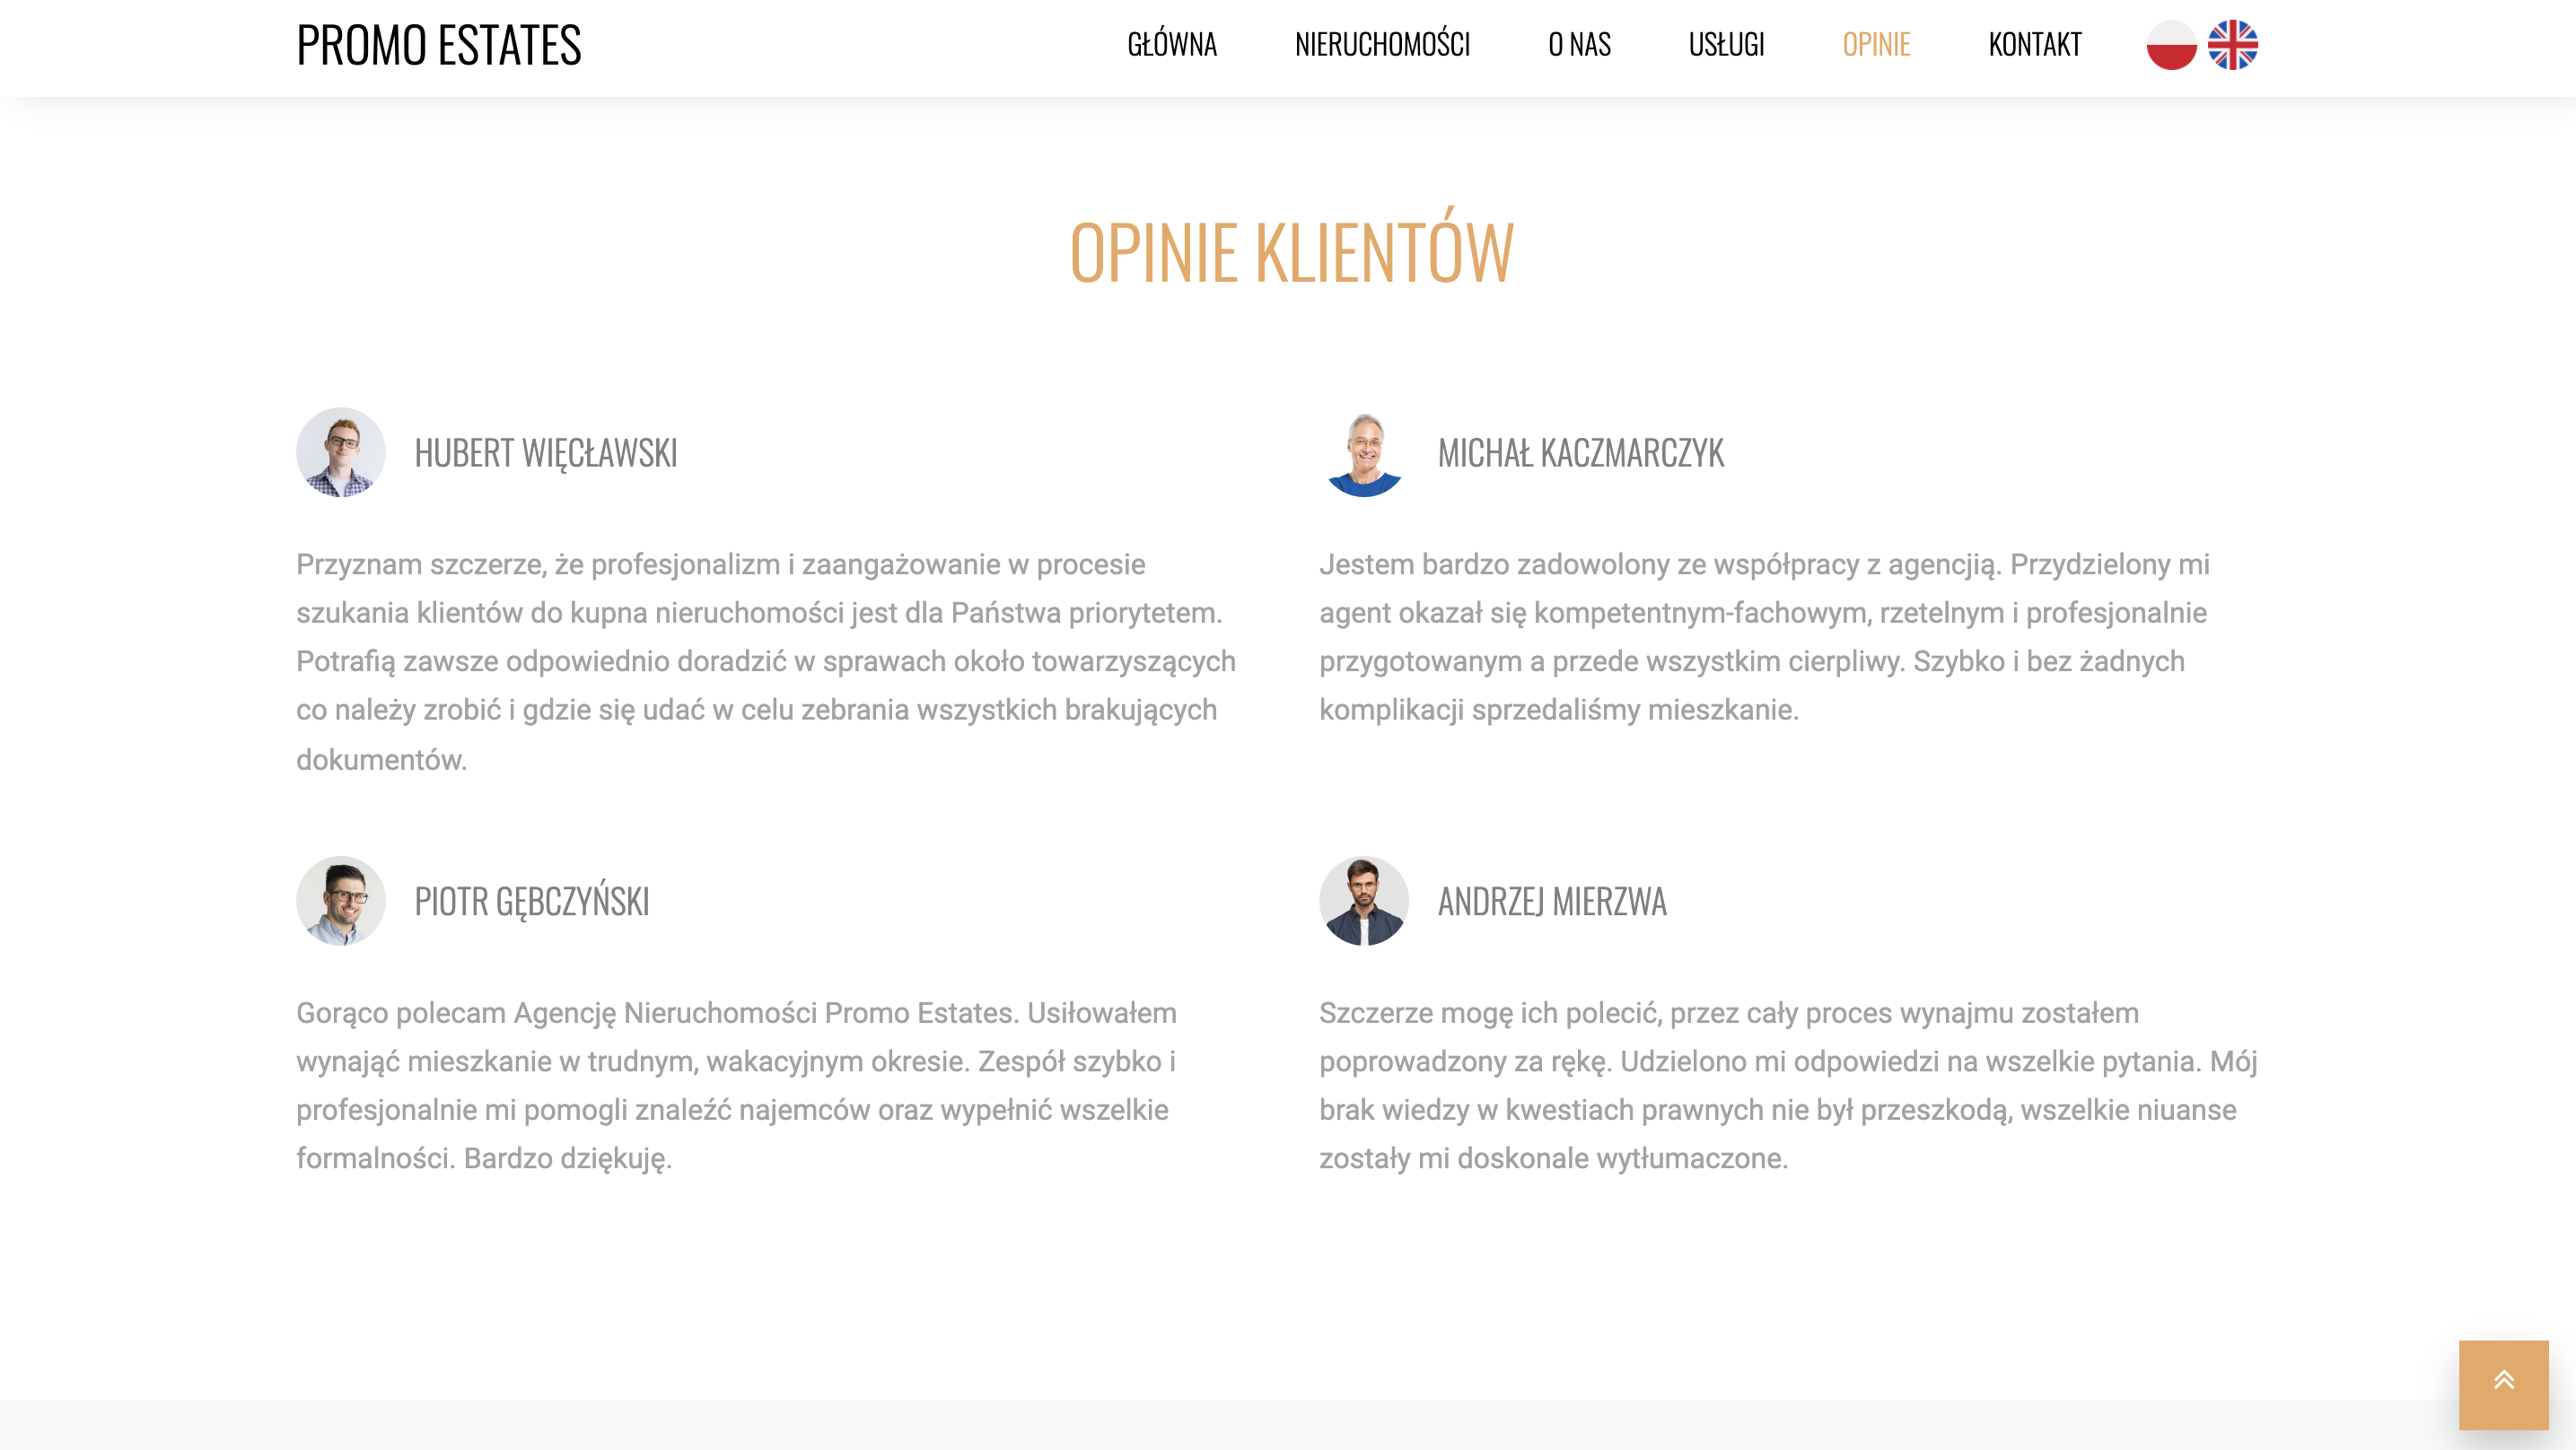 PROMO ESTATES
GŁÓWNA NIERUCHOMOŚCI O NAS USŁUGI OPINIE KONTAKT
OPINIE KLIENTÓW
HUBERT WIĘCŁAWSKI
Przyznam szczerze, że profesjonalizm i zaangażowanie w procesie
szukania klientów do kupna nieruchomości jest dla Państwa priorytetem.
Potrafią zawsze odpowiednio doradzić w sprawach około towarzyszących
co należy zrobić i gdzie się udać w celu zebrania wszystkich brakujących
dokumentów.
MICHAŁ KACZMARCZYK
Jestem bardzo zadowolony ze współpracy z agencjią. Przydzielony mi
agent okazał się kompetentnym-fachowym, rzetelnym i profesjonalnie
przygotowanym a przede wszystkim cierpliwy. Szybko i bez żadnych
komplikacji sprzedaliśmy mieszkanie.
PIOTR GĘBCZYŃSKI
Gorąco polecam Agencję Nieruchomości Promo Estates. Usiłowałem
wynająć mieszkanie w trudnym, wakacyjnym okresie. Zespół szybko i
profesjonalnie mi pomogli znaleźć najemców oraz wypełnić wszelkie
formalności. Bardzo dziękuję.
ANDRZEJ MIERZWA
Szczerze mogę ich polecić, przez cały proces wynajmu zostałem
poprowadzony za rękę. Udzielono mi odpowiedzi na wszelkie pytania. Mój
brak wiedzy w kwestiach prawnych nie był przeszkodą, wszelkie niuanse
zostały mi doskonale wytłumaczone.